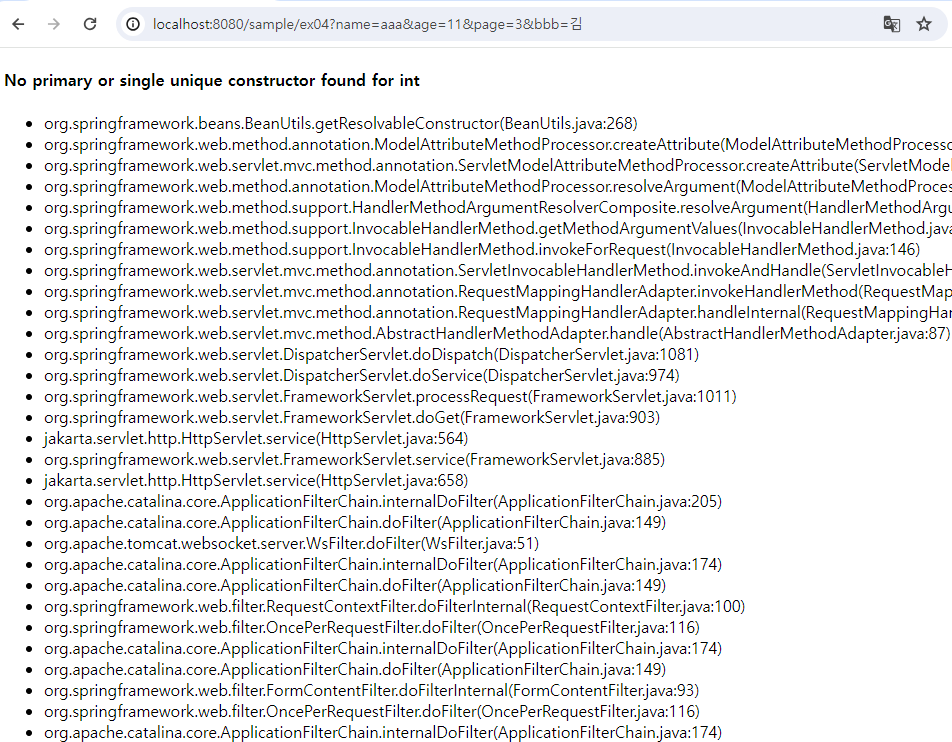 localhost:8080/sample/ex04?name=aaa&age=11&page=3&bbb=김
No primary or single unique constructor found for int
org.springframework.beans.BeanUtils.getResolvableConstructor(BeanUtils.java:268)
org.springframework.web.method.annotation.ModelAttributeMethodProcessor.createAttribute(ModelAttributeMethodProcesso
org.springframework.web.servlet.mvc.method.annotation.ServletModelAttributeMethodProcessor.createAttribute(ServletModel
org.springframework.web.method.annotation.ModelAttributeMethodProcessor.resolveArgument(ModelAttributeMethodProces
org.springframework.web.method.support.HandlerMethodArgumentResolverComposite.resolveArgument(HandlerMethodArgu
org.springframework.web.method.support.InvocableHandlerMethod.getMethodArgumentValues(InvocableHandlerMethod.java
org.springframework.web.method.support.InvocableHandlerMethod.invokeForRequest(InvocableHandlerMethod.java:146)
org.springframework.web.servlet.mvc.method.annotation.ServletInvocableHandlerMethod.invokeAndHandle(ServletInvocableH
org.springframework.web.servlet.mvc.method.annotation.RequestMappingHandlerAdapter.invokeHandlerMethod(RequestMap
org.springframework.web.servlet.mvc.method.annotation.RequestMappingHandlerAdapter.handleInternal(RequestMappingHan
org.springframework.web.servlet.mvc.method.AbstractHandlerMethodAdapter.handle(AbstractHandlerMethodAdapter.java:87)
org.springframework.web.servlet.DispatcherServlet.doDispatch(DispatcherServlet.java:1081)
org.springframework.web.servlet.DispatcherServlet.doService(DispatcherServlet.java:974)
org.springframework.web.servlet.FrameworkServlet.processRequest(FrameworkServlet.java:1011)
org.springframework.web.servlet.FrameworkServlet.doGet(FrameworkServlet.java:903)
jakarta.servlet.http.HttpServlet.service(HttpServlet.java:564)
org.springframework.web.servlet.FrameworkServlet.service(FrameworkServlet.java:885)
jakarta.servlet.http.HttpServlet.service(HttpServlet.java:658)
org.apache.catalina.core.ApplicationFilterChain.internalDoFilter(ApplicationFilterChain.java:205)
org.apache.catalina.core.ApplicationFilterChain.doFilter(ApplicationFilterChain.java:149)
org.apache.tomcat.websocket.server.WsFilter.doFilter(WsFilter.java:51)
org.apache.catalina.core.ApplicationFilterChain.internalDoFilter(ApplicationFilterChain.java:174)
org.apache.catalina.core.ApplicationFilterChain.doFilter(ApplicationFilterChain.java:149)
org.springframework.web.filter.RequestContextFilter.doFilterInternal(RequestContextFilter.java:100)
org.springframework.web.filter.OncePerRequestFilter.doFilter(OncePerRequestFilter.java:116)
org.apache.catalina.core.ApplicationFilterChain.internalDoFilter(ApplicationFilterChain.java:174)
org.apache.catalina.core.ApplicationFilterChain.doFilter(ApplicationFilterChain.java:149)
org.springframework.web.filter.FormContentFilter.doFilterInternal(FormContentFilter.java:93)
org.springframework.web.filter.OncePerRequestFilter.doFilter(OncePerRequestFilter.java:116)
org.apache.catalina.core.ApplicationFilterChain.internalDoFilter(ApplicationFilterChain.java:174)